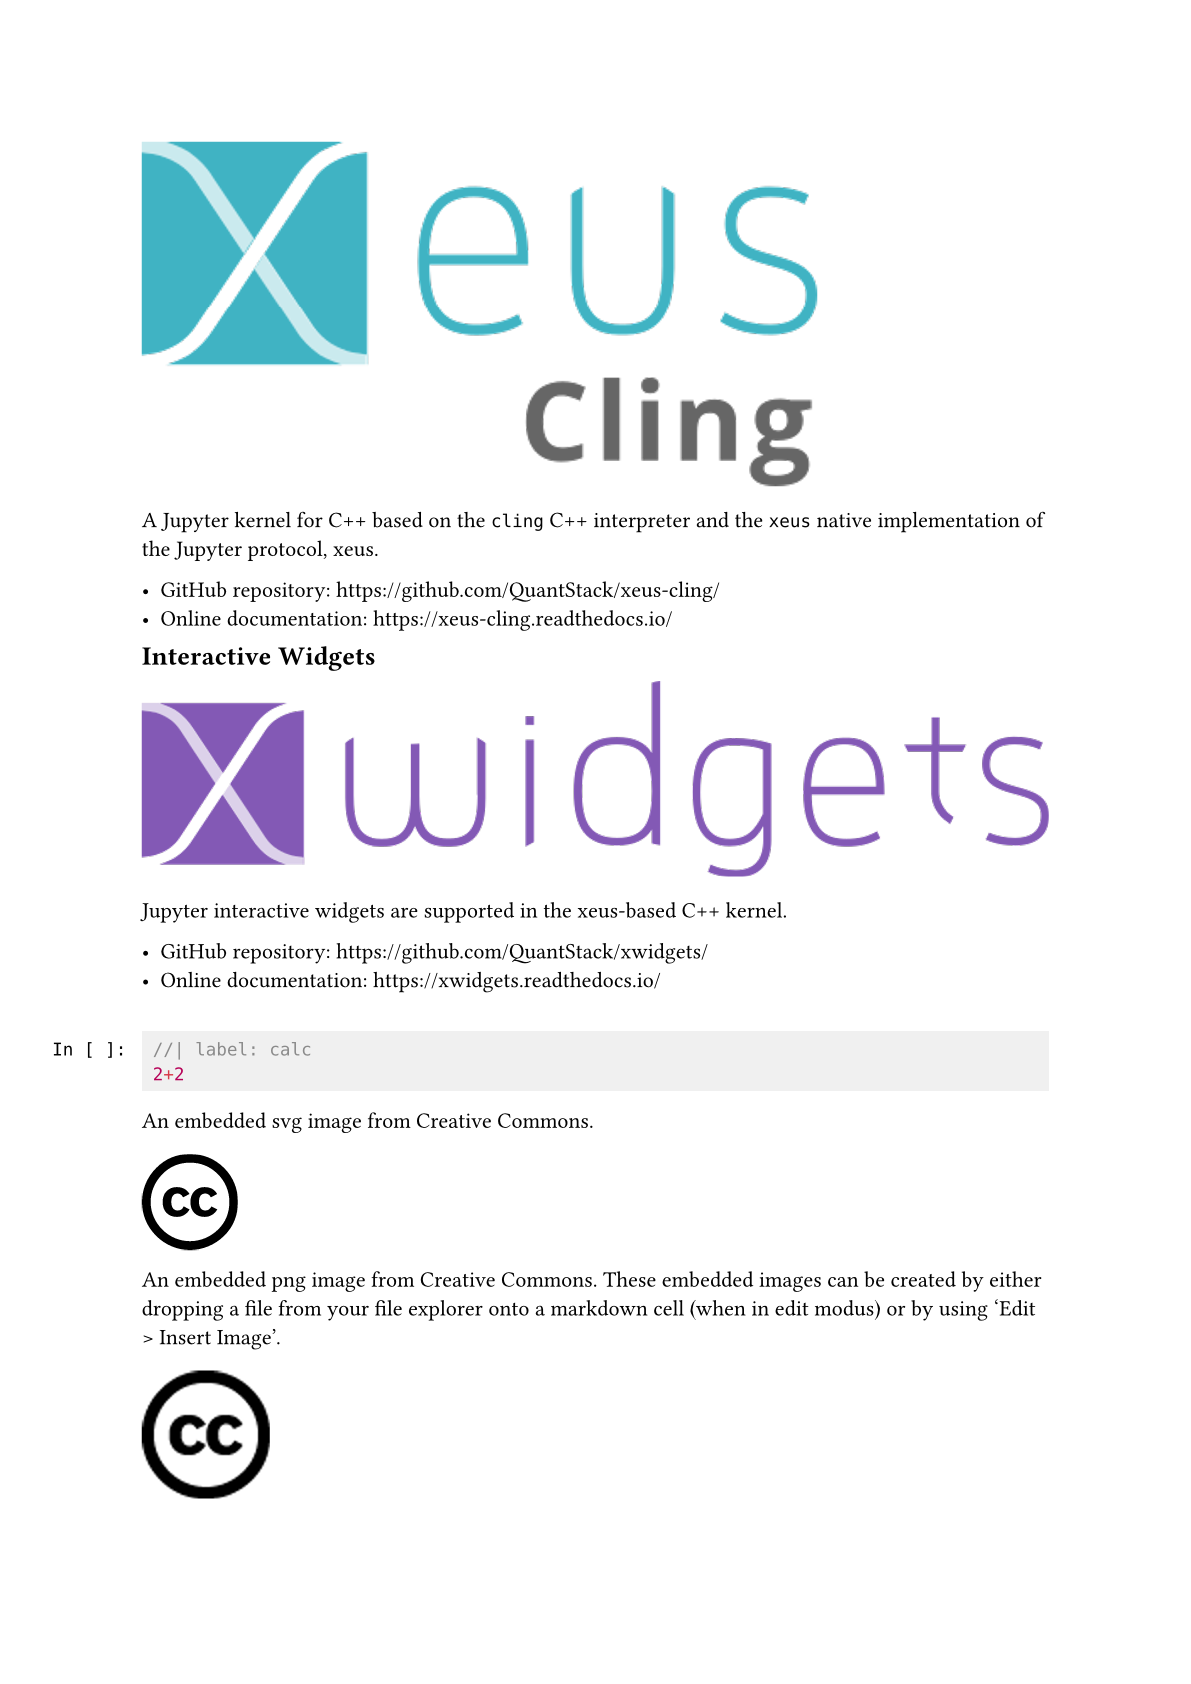 Xeus
Cling
A Jupyter kernel for C++ based on the cling C++ interpreter and the xeus native implementation of
the Jupyter protocol, xeus.
• GitHub repository: https://github.com/QuantStack/xeus-cling/
• Online documentation: https://xeus-cling.readthedocs.io/
Interactive Widgets
Xwidgets
Jupyter interactive widgets are supported in the xeus-based C++ kernel.
• GitHub repository: https://github.com/QuantStack/xwidgets/
• Online documentation: https://xwidgets.readthedocs.io/
In [ ]: //| label: calc
2+2
An embedded svg image from Creative Commons.
cc
An embedded png image from Creative Commons. These embedded images can be created by either
dropping a file from your file explorer onto a markdown cell (when in edit modus) or by using ‘Edit
> Insert Image’.
cc